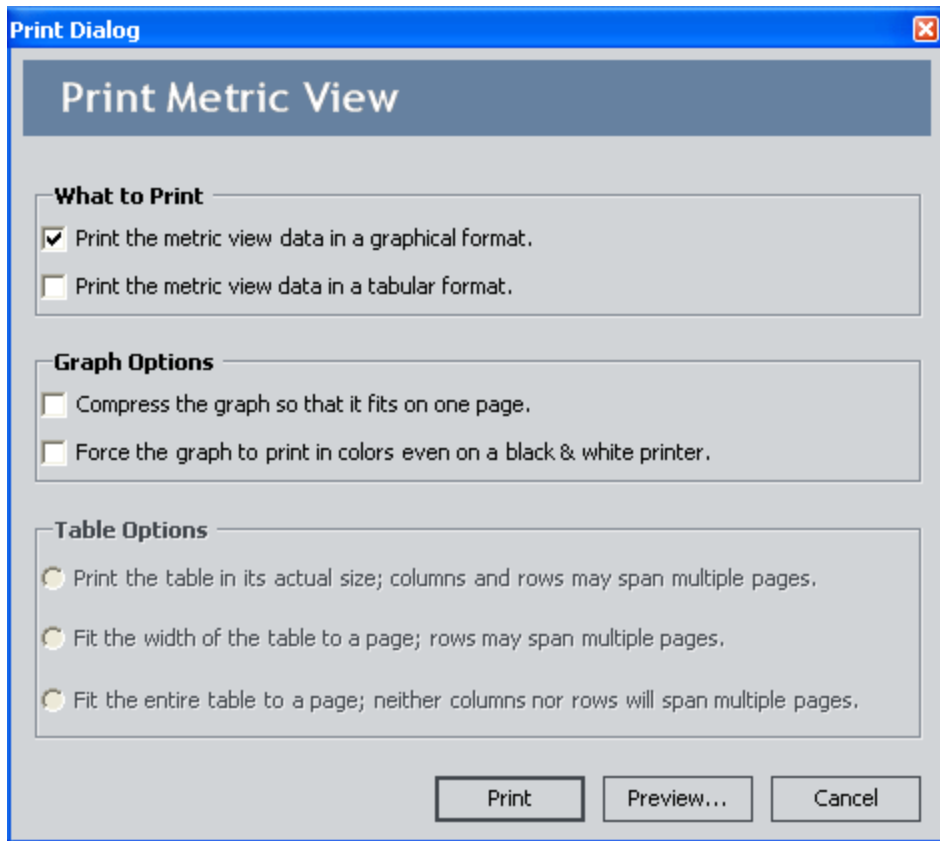 Print Dialog
Print Metric View
What to Print
Print the metric view data in a graphical format.
Print the metric view data in a tabular format.
Graph Options
Compress the graph so that it fits on one page.
Force the graph to print in colors even on a black & white printer.
Table Options
Print the table in its actual size; columns and rows may span multiple pages.
Fit the width of the table to a page; rows may span multiple pages.
Fit the entire table to a page; neither columns nor rows will span multiple pages.
Print Preview... Cancel